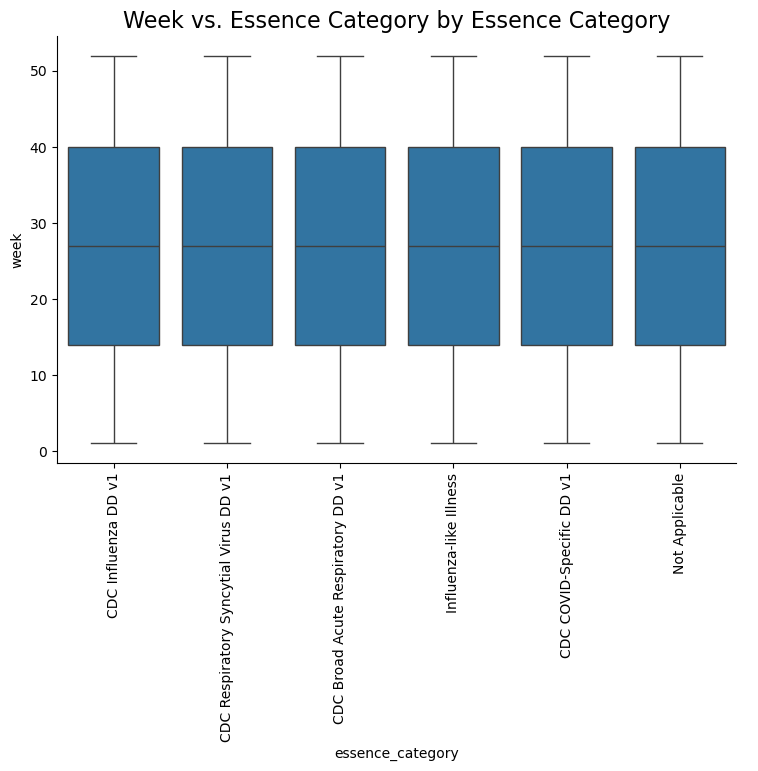 Week vs. Essence Category by Essence Category
50
40
30
20
10
0
week
CDC Influenza DD v1
CDC Respiratory Syncytial Virus DD v1
CDC Broad Acute Respiratory DD v1
Influenza-like Illness
CDC COVID-Specific DD v1
Not Applicable
essence_category